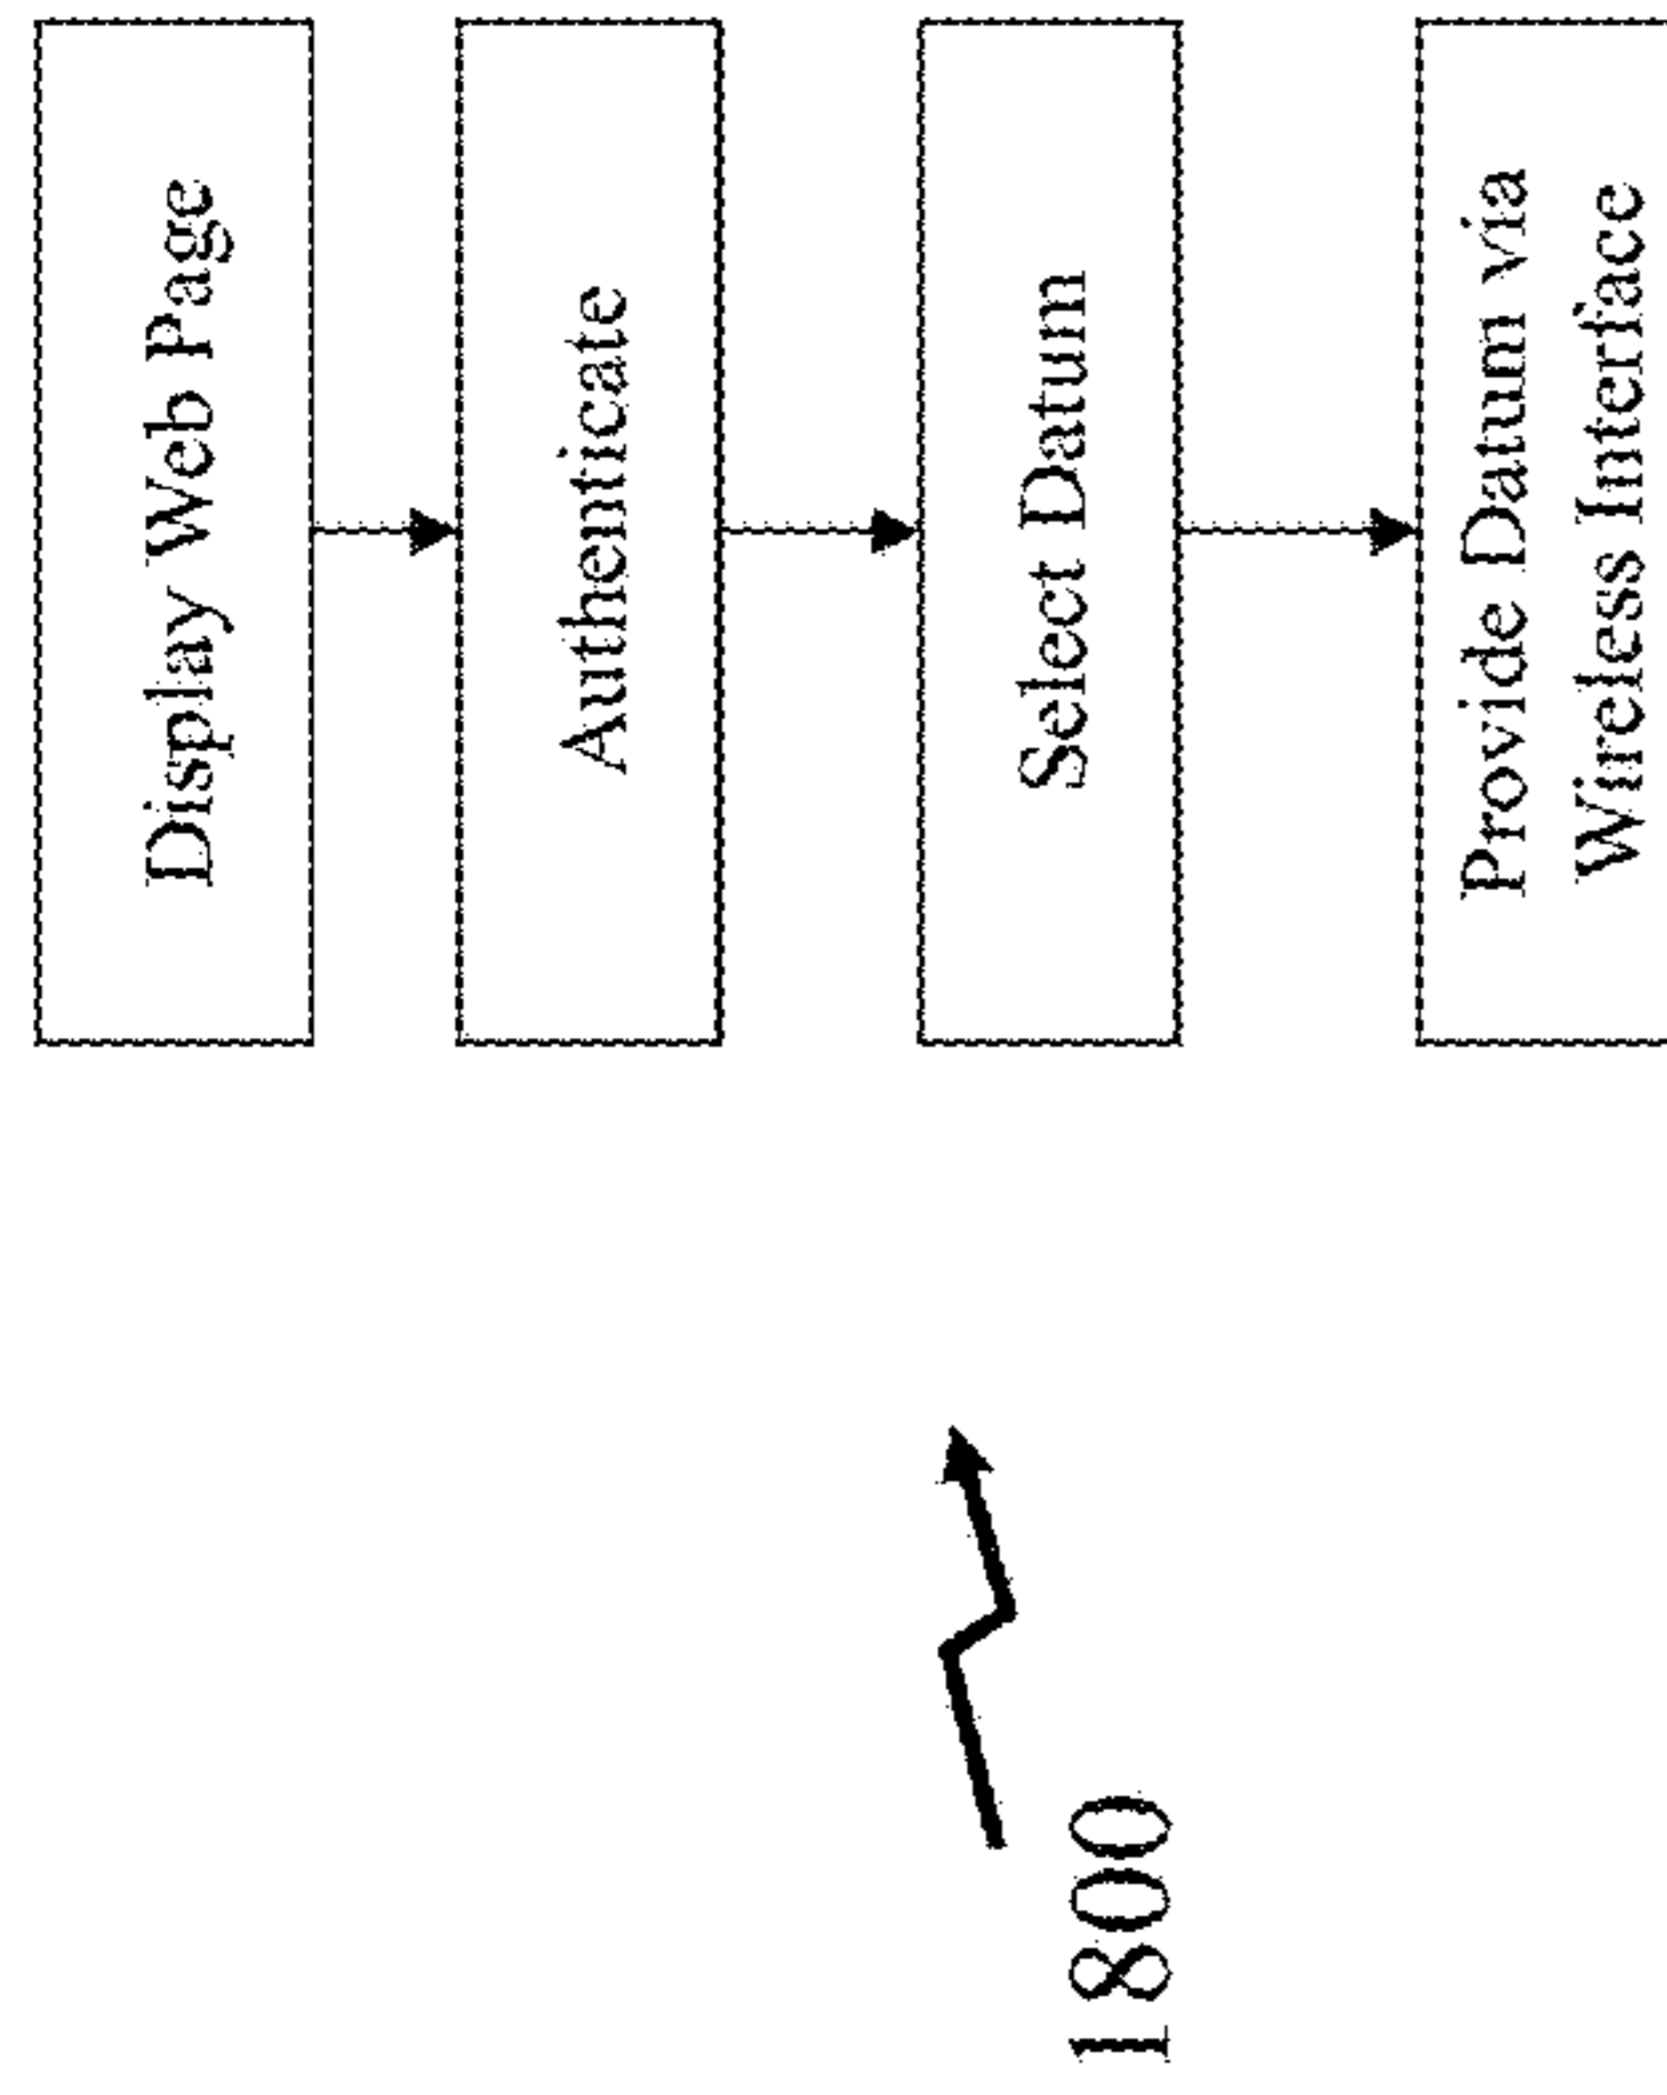 Display Web Page
Authenticate
Select Datum
Provide Datum via
Wireless Interface
1800